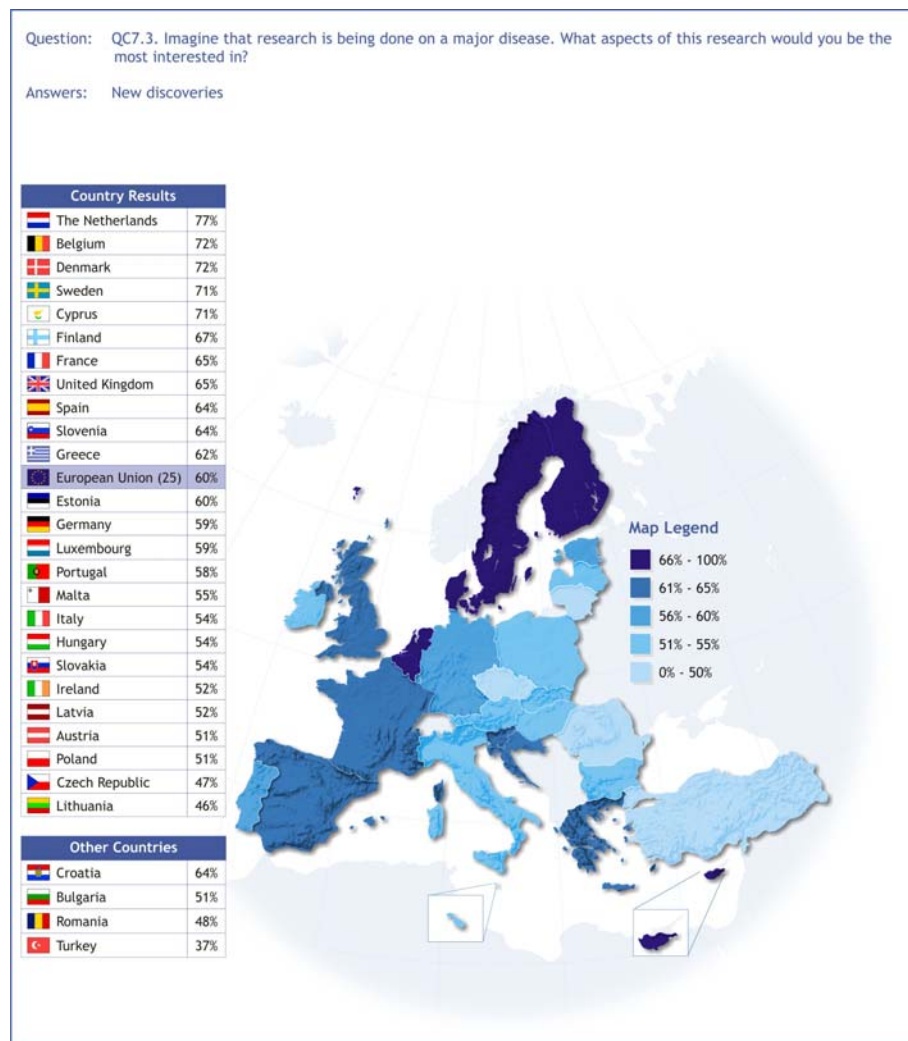 Question: QC7.3. Imagine that research is being done on a major disease. What aspects of this research would you be the
most interested in?
Answers: New discoveries
Country Results
The Netherlands 77%
Belgium 72%
Denmark 72%
Sweden 71%
Cyprus 71%
Finland 67%
France 65%
United Kingdom 65%
Spain 64%
Slovenia 64%
Greece 62%
European Union (25) 60%
Estonia 60%
Germany 59%
Luxembourg 59%
Portugal 58%
Malta 55%
Italy 54%
Hungary 54%
Slovakia 54%
Ireland 52%
Latvia 52%
Austria 51%
Poland 51%
Czech Republic 47%
Lithuania 46%
Other Countries
Croatia 64%
Bulgaria 51%
Romania 48%
Turkey 37%
Map Legend
66% - 100%
61% - 65%
56% - 60%
51% - 55%
0% - 50%